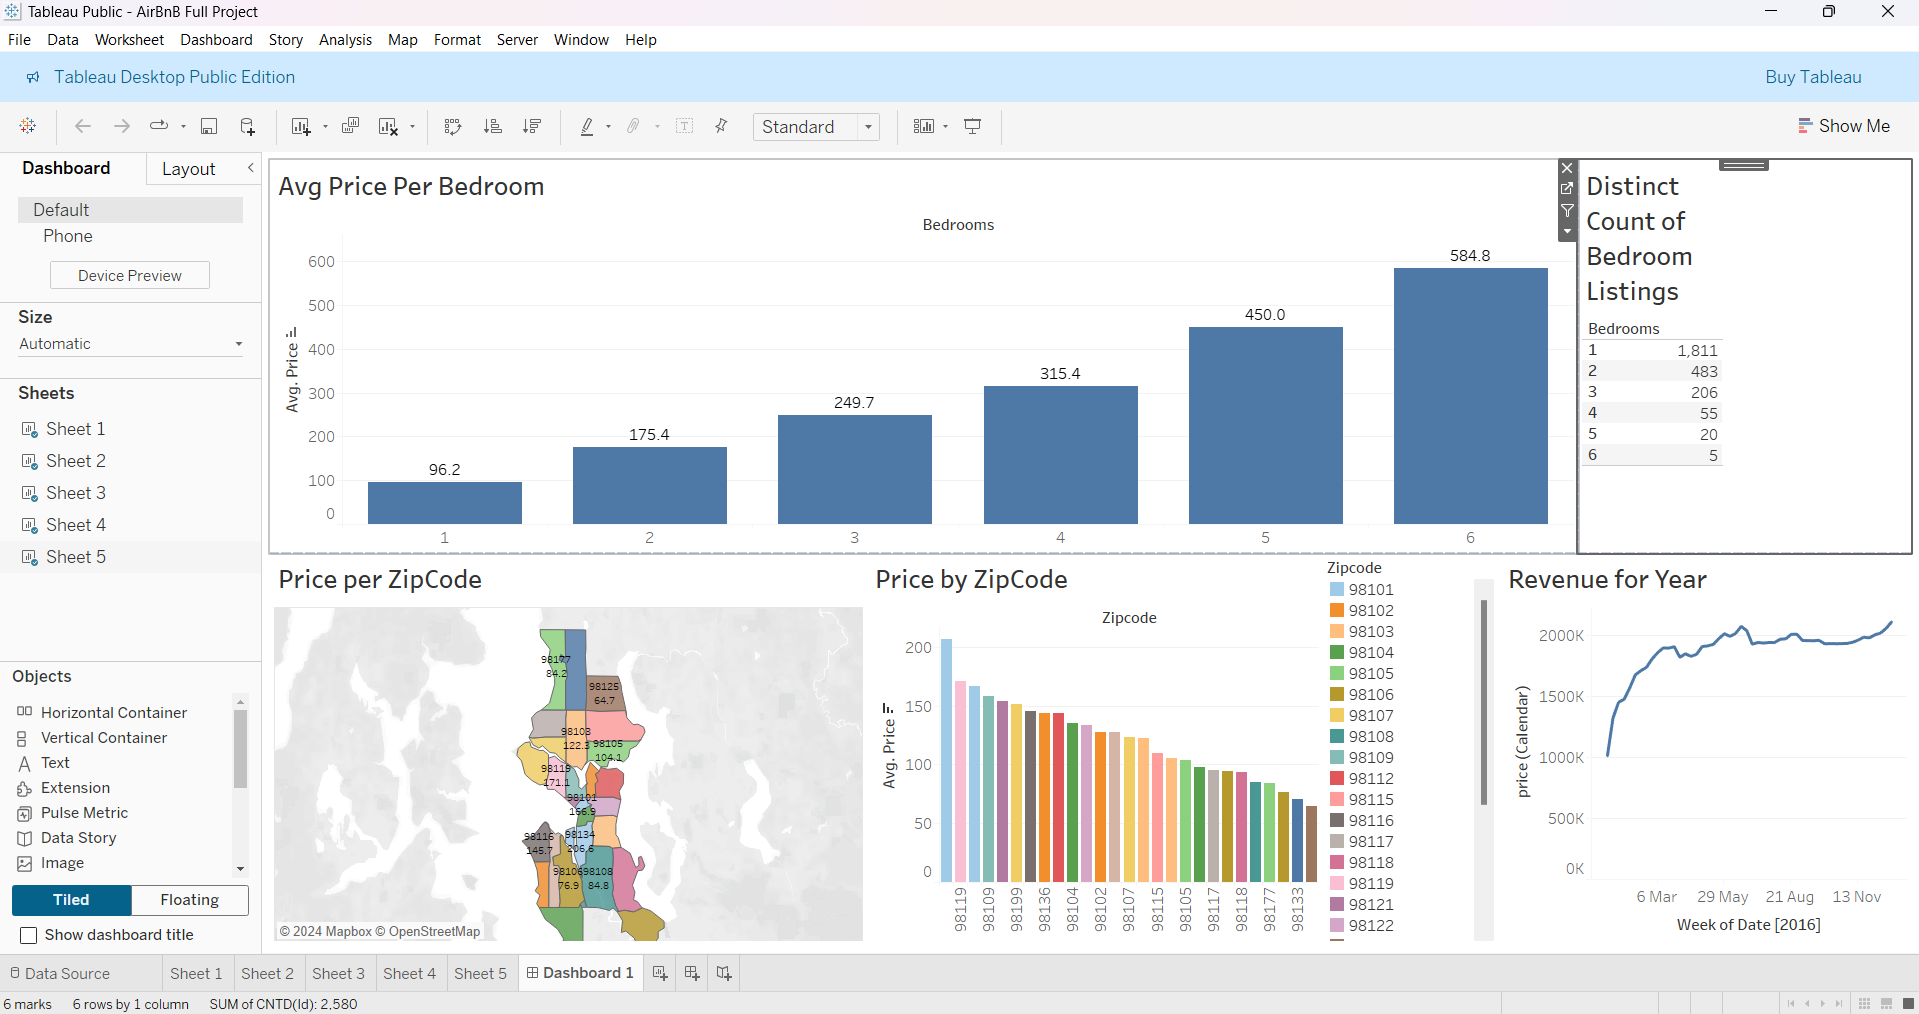 Tableau Public - AirBnB Full Project
File Data Worksheet Dashboard Story Analysis Map Format Server Window Help
Tableau Desktop Public Edition
Buy Tableau
Standard
Show Me
Dashboard
Layout
Default
Phone
Device Preview
Size
Automatic
Sheets
Sheet 1
Sheet 2
Sheet 3
Sheet 4
Sheet 5
Objects
Horizontal Container
Vertical Container
Text
Extension
Pulse Metric
Data Story
Image
Tiled
Floating
Show dashboard title
Avg Price Per Bedroom
Bedrooms
Avg. Price
600
500
400
300
200
100
0
96.2
175.4
249.7
315.4
450.0
584.8
1 2 3 4 5 6
Distinct
Count of
Bedroom
Listings
Bedrooms
1 1,811
2 483
3 206
4 55
5 20
6 5
Price per ZipCode
98177
84.2
98125
64.7
98103
122.3
98105
104.1
98119
171.1
98101
166.9
98116
145.7
98134
206.6
98106
76.9
98108
84.8
© 2024 Mapbox © OpenStreetMap
Price by ZipCode
Zipcode
Avg. Price
200
150
100
50
0
98119
98109
98199
98136
98104
98102
98107
98115
98105
98117
98118
98177
98133
Zipcode
98101
98102
98103
98104
98105
98106
98107
98108
98109
98112
98115
98116
98117
98118
98119
98121
98122
Revenue for Year
price (Calendar)
2000K
1500K
1000K
500K
0K
6 Mar 29 May 21 Aug 13 Nov
Week of Date [2016]
Data Source Sheet 1 Sheet 2 Sheet 3 Sheet 4 Sheet 5 Dashboard 1
6 marks 6 rows by 1 column SUM of CNTD(Id): 2,580